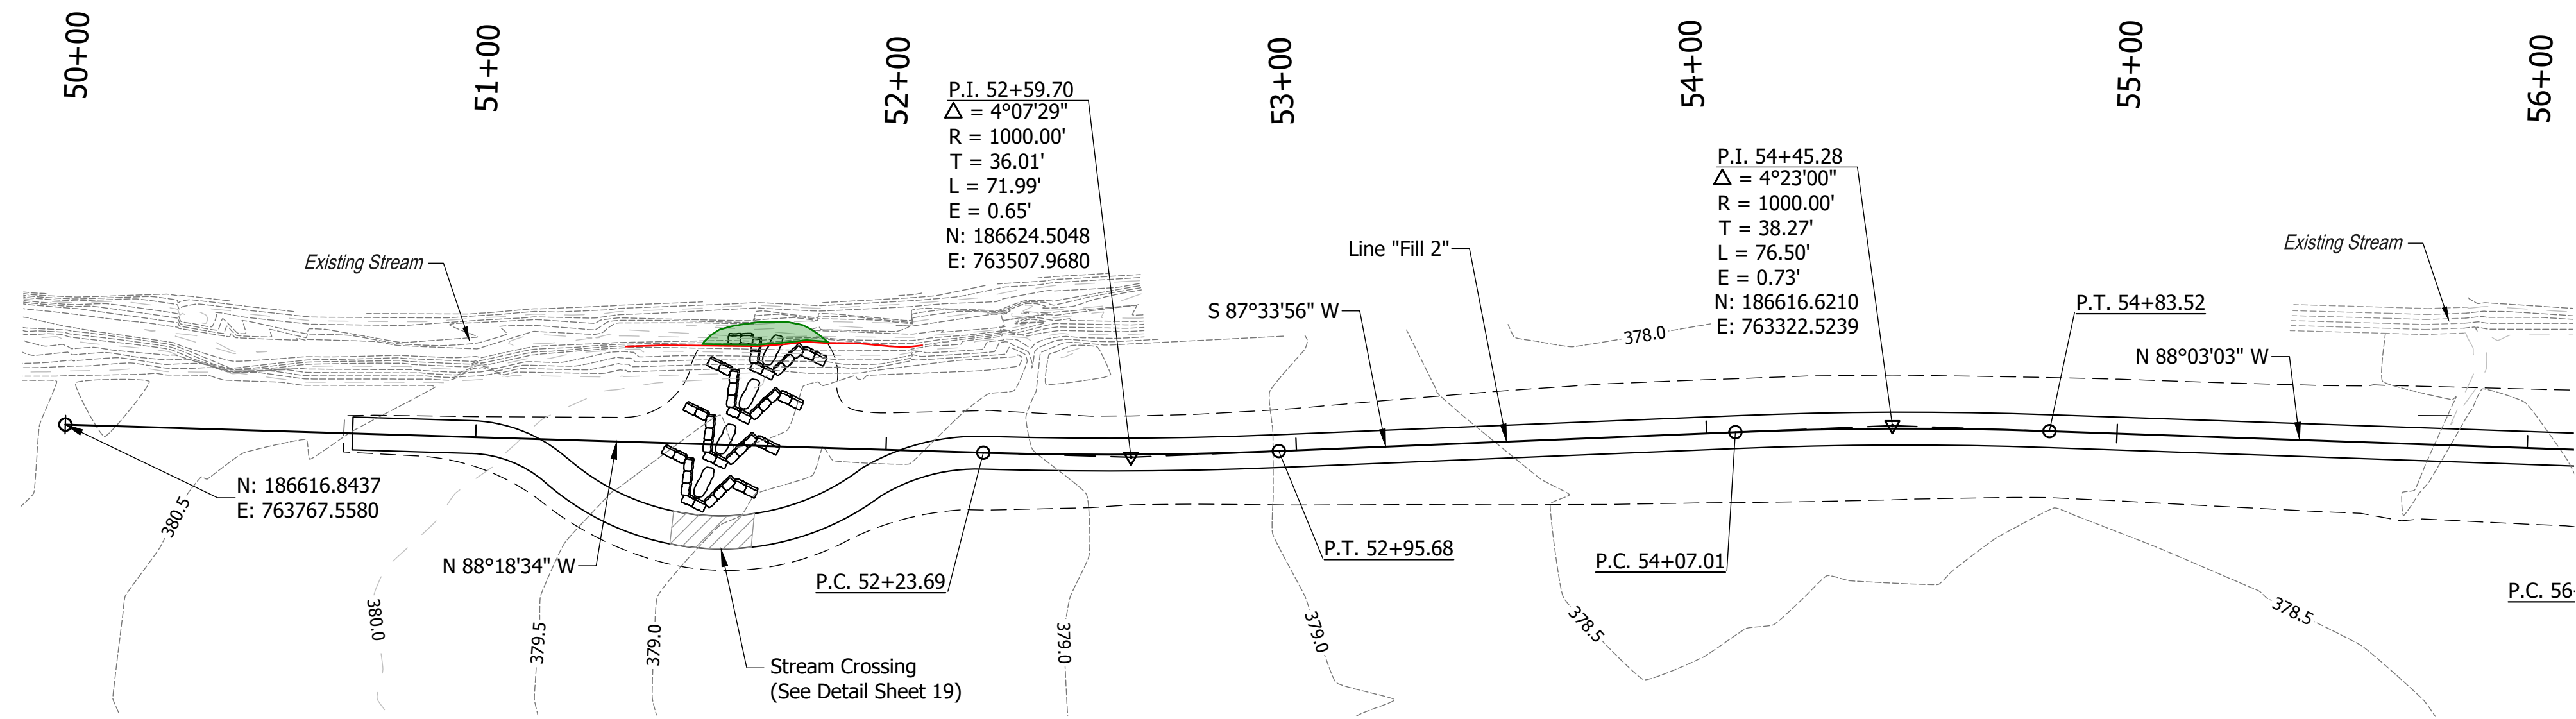 50+00
51+00
52+00
53+00
54+00
55+00
56+00
P.I. 52+59.70
△ = 4°07'29"
R = 1000.00'
T = 36.01'
L = 71.99'
E = 0.65'
N: 186624.5048
E: 763507.9680
P.I. 54+45.28
△ = 4°23'00"
R = 1000.00'
T = 38.27'
L = 76.50'
E = 0.73'
N: 186616.6210
E: 763322.5239
Existing Stream
Line "Fill 2"
Existing Stream
S 87°33'56" W
P.T. 54+83.52
378.0
N 88°03'03" W
N: 186616.8437
E: 763767.5580
380.5
N 88°18'34" W
P.C. 52+23.69
P.T. 52+95.68
P.C. 54+07.01
P.C. 56+
380.0
379.5
379.0
379.0
379.0
378.5
378.5
Stream Crossing
(See Detail Sheet 19)